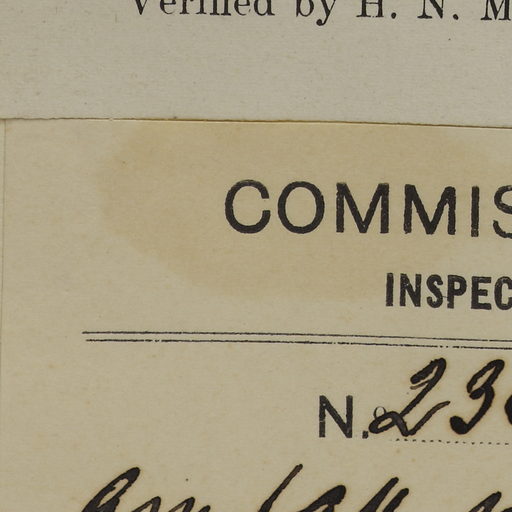 Verified by H. N. M
COMMIS
INSPEC
N.º 23